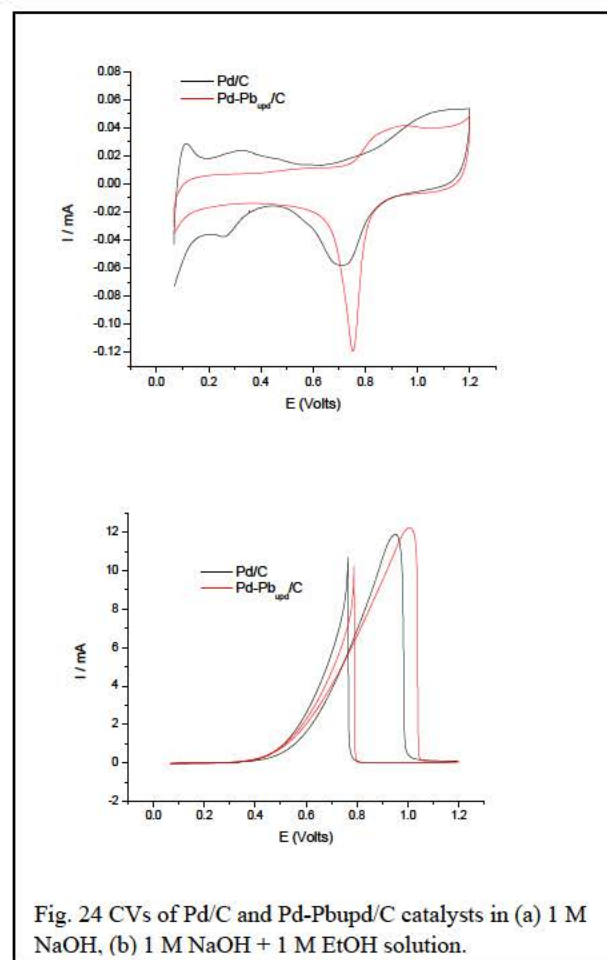 Pd/C
Pd-Pbupd/C
0.08
0.06
0.04
0.02
0.00
-0.02
-0.04
-0.06
-0.08
-0.10
-0.12
I / mA
0.0 0.2 0.4 0.6 0.8 1.0 1.2
E (Volts)
Pd/C
Pd-Pbupd/C
12
10
8
6
4
2
0
-2
I / mA
0.0 0.2 0.4 0.6 0.8 1.0 1.2
E (Volts)
Fig. 24 CVs of Pd/C and Pd-Pbupd/C catalysts in (a) 1 M
NaOH, (b) 1 M NaOH + 1 M EtOH solution.